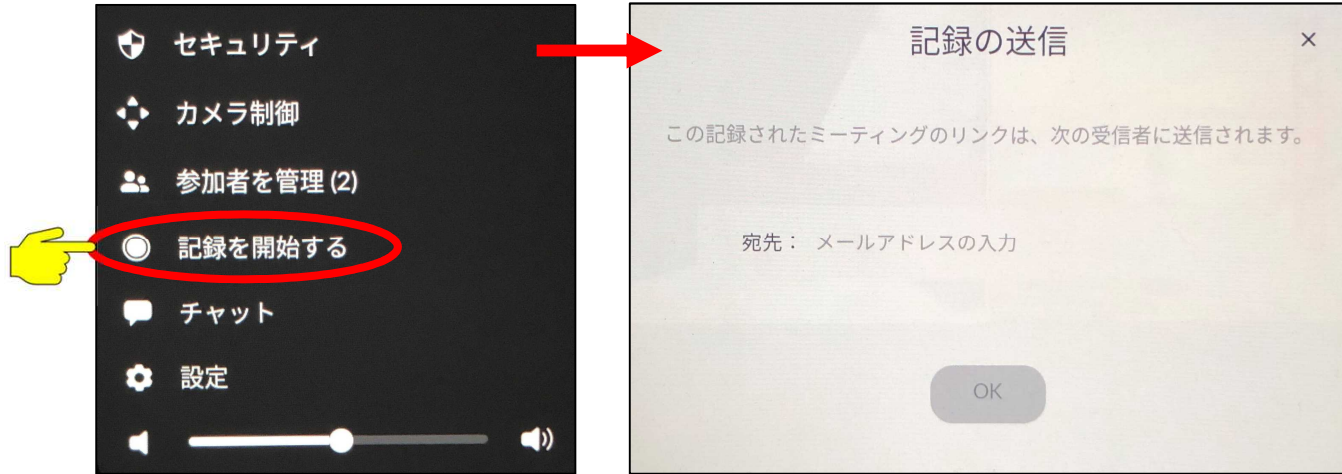 セキュリティ
カメラ制御
参加者を管理 (2)
記録を開始する
チャット
設定
記録の送信
×
この記録されたミーティングのリンクは、次の受信者に送信されます。
宛先： メールアドレスの入力
OK